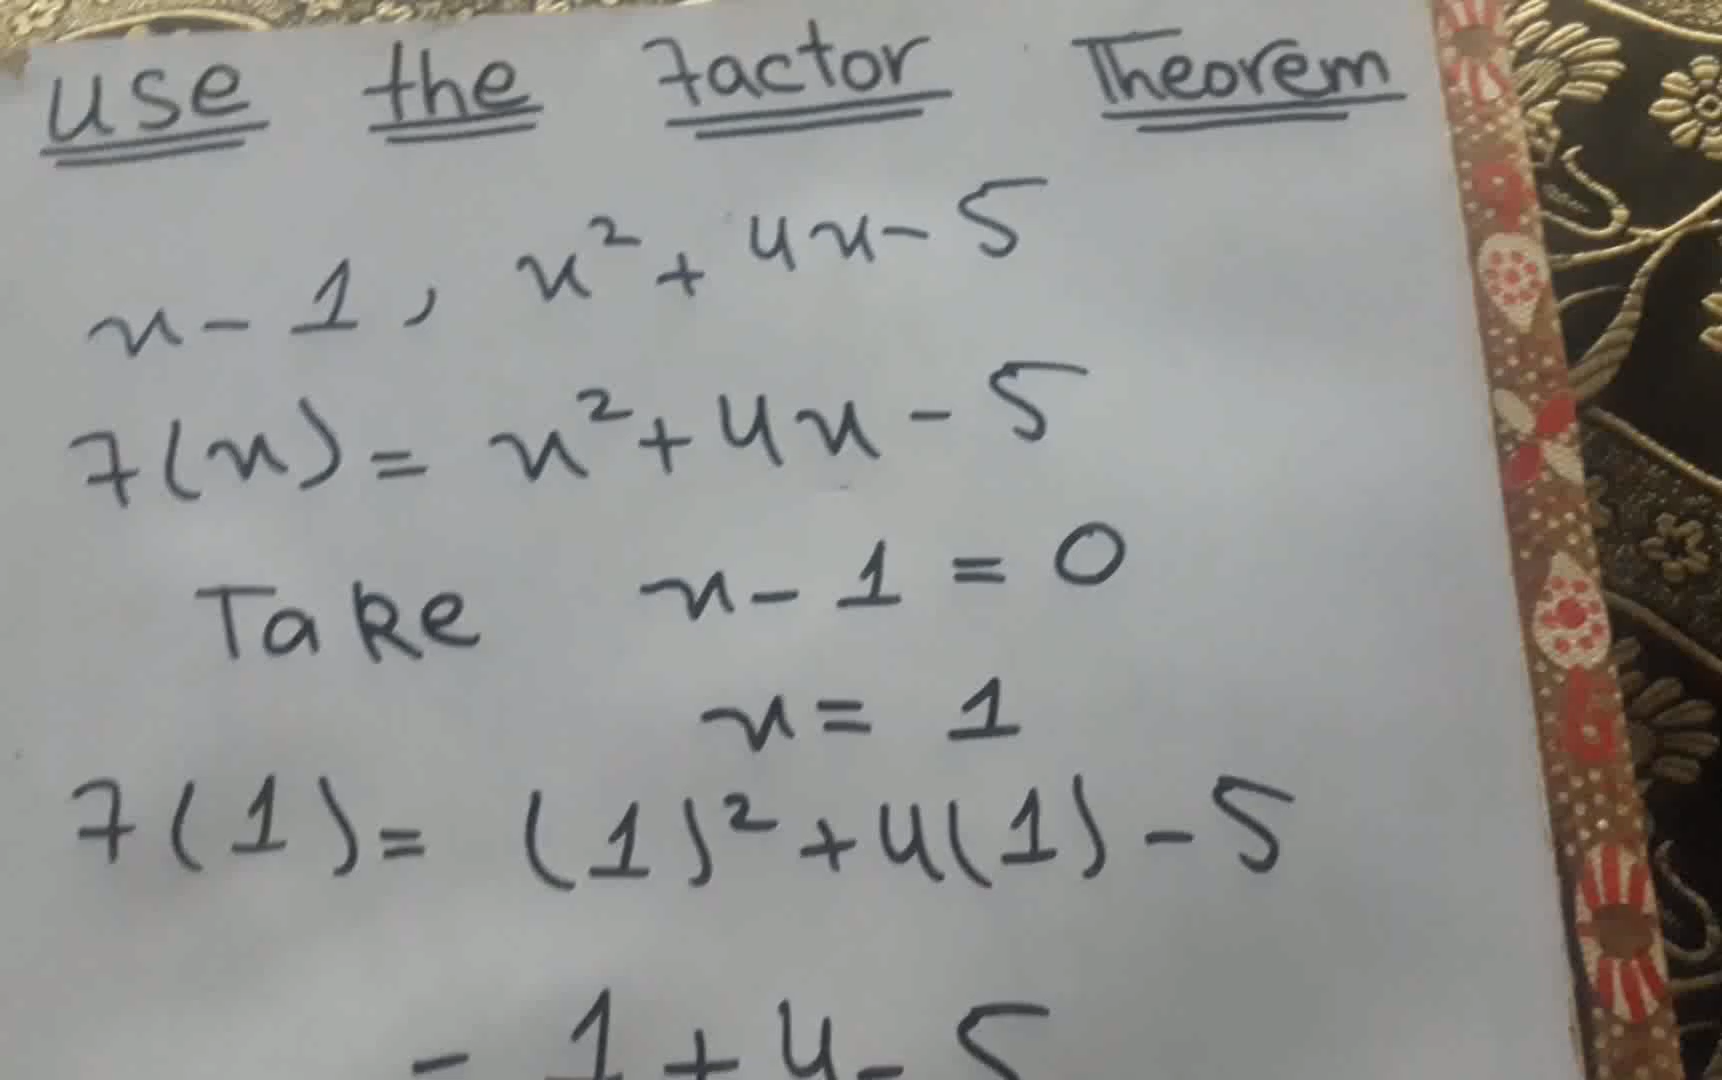 Use the Factor Theorem
x - 1, x² + 4x - 5
f(x) = x² + 4x - 5
Take x - 1 = 0
x = 1
f(1) = (1)² + 4(1) - 5
= 1 + 4 - 5